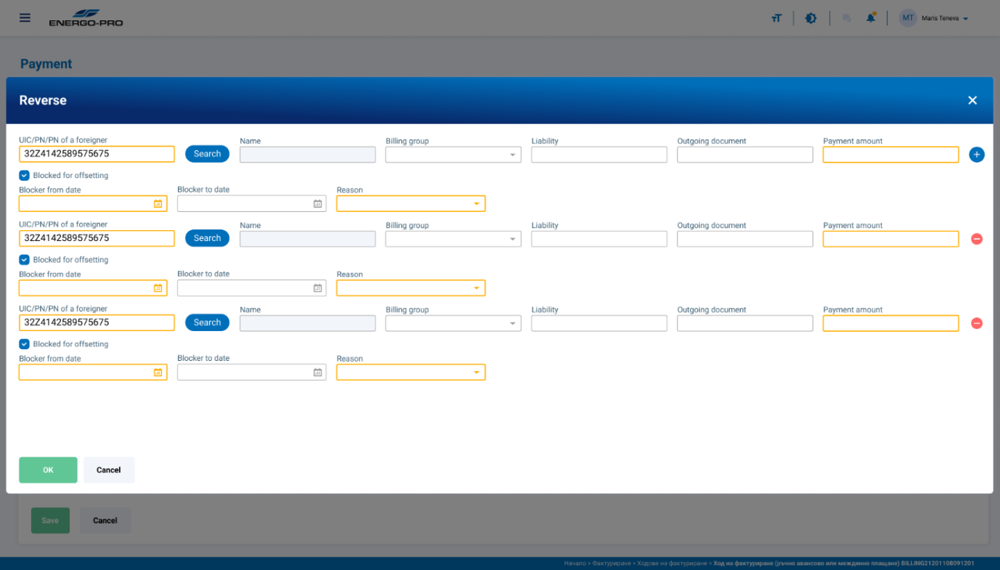 ENERGO-PRO
MT Maris Teneva
Payment
Reverse
UIC/PN/PN of a foreigner Name Billing group Liability Outgoing document Payment amount
32Z4142589575675 Search
Blocked for offsetting
Blocker from date Blocker to date Reason
UIC/PN/PN of a foreigner Name Billing group Liability Outgoing document Payment amount
32Z4142589575675 Search
Blocked for offsetting
Blocker from date Blocker to date Reason
UIC/PN/PN of a foreigner Name Billing group Liability Outgoing document Payment amount
32Z4142589575675 Search
Blocked for offsetting
Blocker from date Blocker to date Reason
OK Cancel
Save Cancel
Начало > Фактуриране > Ходове на фактуриране > Ход на фактуриране (ръчно авансово или междинно плащане) BILLING21201108091201